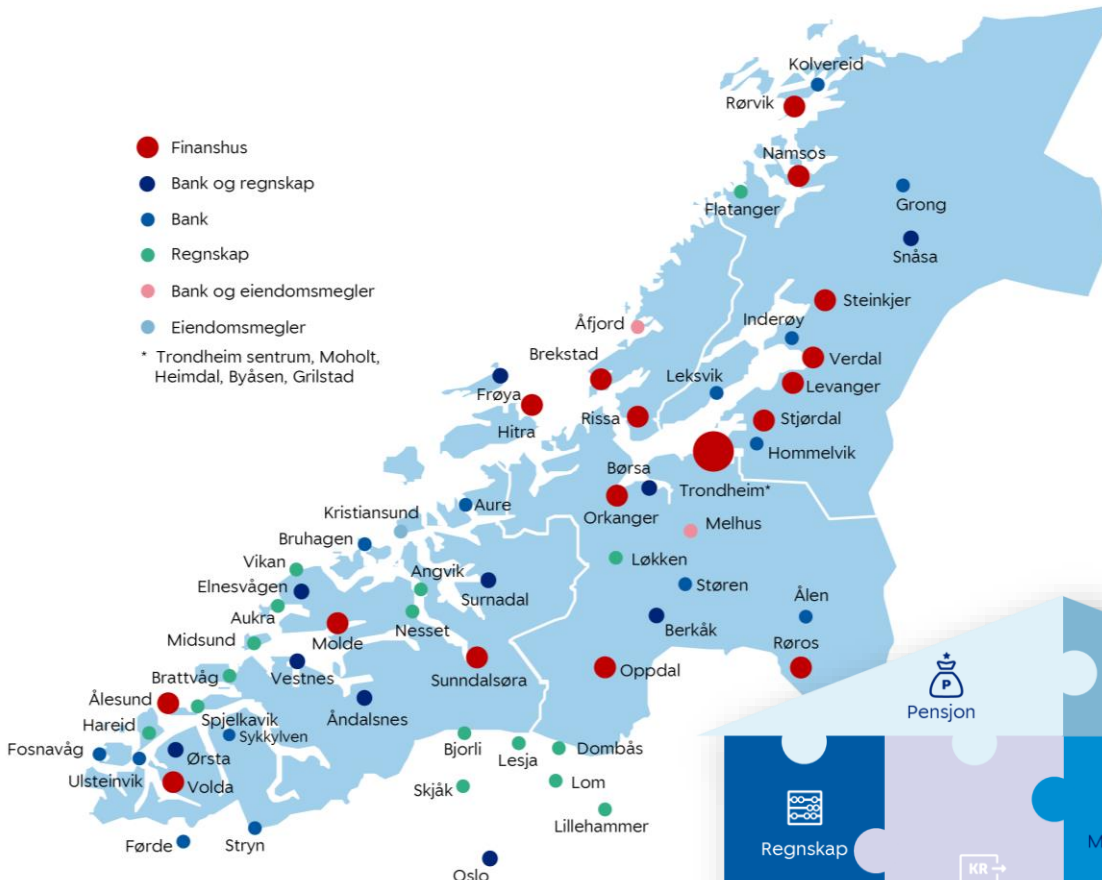 Finanshus
Bank og regnskap
Bank
Regnskap
Bank og eiendomsmegler
Eiendomsmegler
* Trondheim sentrum, Moholt,
Heimdal, Byåsen, Grilstad
Kolvereid
Rørvik
Namsos
Flatanger
Grong
Snåsa
Steinkjer
Inderøy
Åfjord
Verdal
Brekstad
Leksvik
Levanger
Frøya
Hitra
Rissa
Stjørdal
Hommelvik
Børsa
Trondheim*
Orkanger
Melhus
Aure
Kristiansund
Bruhagen
Løkken
Vikan
Angvik
Elnesvågen
Surnadal
Støren
Ålen
Aukra
Nesset
Berkåk
Midsund
Molde
Røros
Vestnes
Sunndalsøra
Oppdal
Brattvåg
Ålesund
Åndalsnes
Spjelkavik
Hareid
Sykkylven
Bjorli
Lesja
Dombås
Fosnavåg
Ørsta
Ulsteinvik
Volda
Skjåk
Lom
Lillehammer
Førde
Stryn
Oslo
P
Pensjon
Regnskap
KR
M